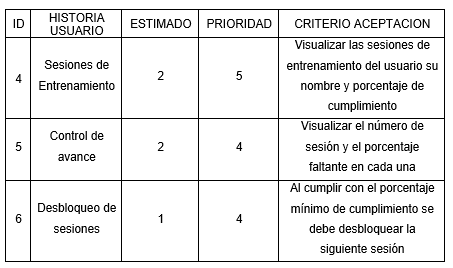 ID HISTORIA USUARIO ESTIMADO PRIORIDAD CRITERIO ACEPTACION
4 Sesiones de Entrenamiento 2 5 Visualizar las sesiones de entrenamiento del usuario su nombre y porcentaje de cumplimiento
5 Control de avance 2 4 Visualizar el número de sesión y el porcentaje faltante en cada una
6 Desbloqueo de sesiones 1 4 Al cumplir con el porcentaje mínimo de cumplimiento se debe desbloquear la siguiente sesión